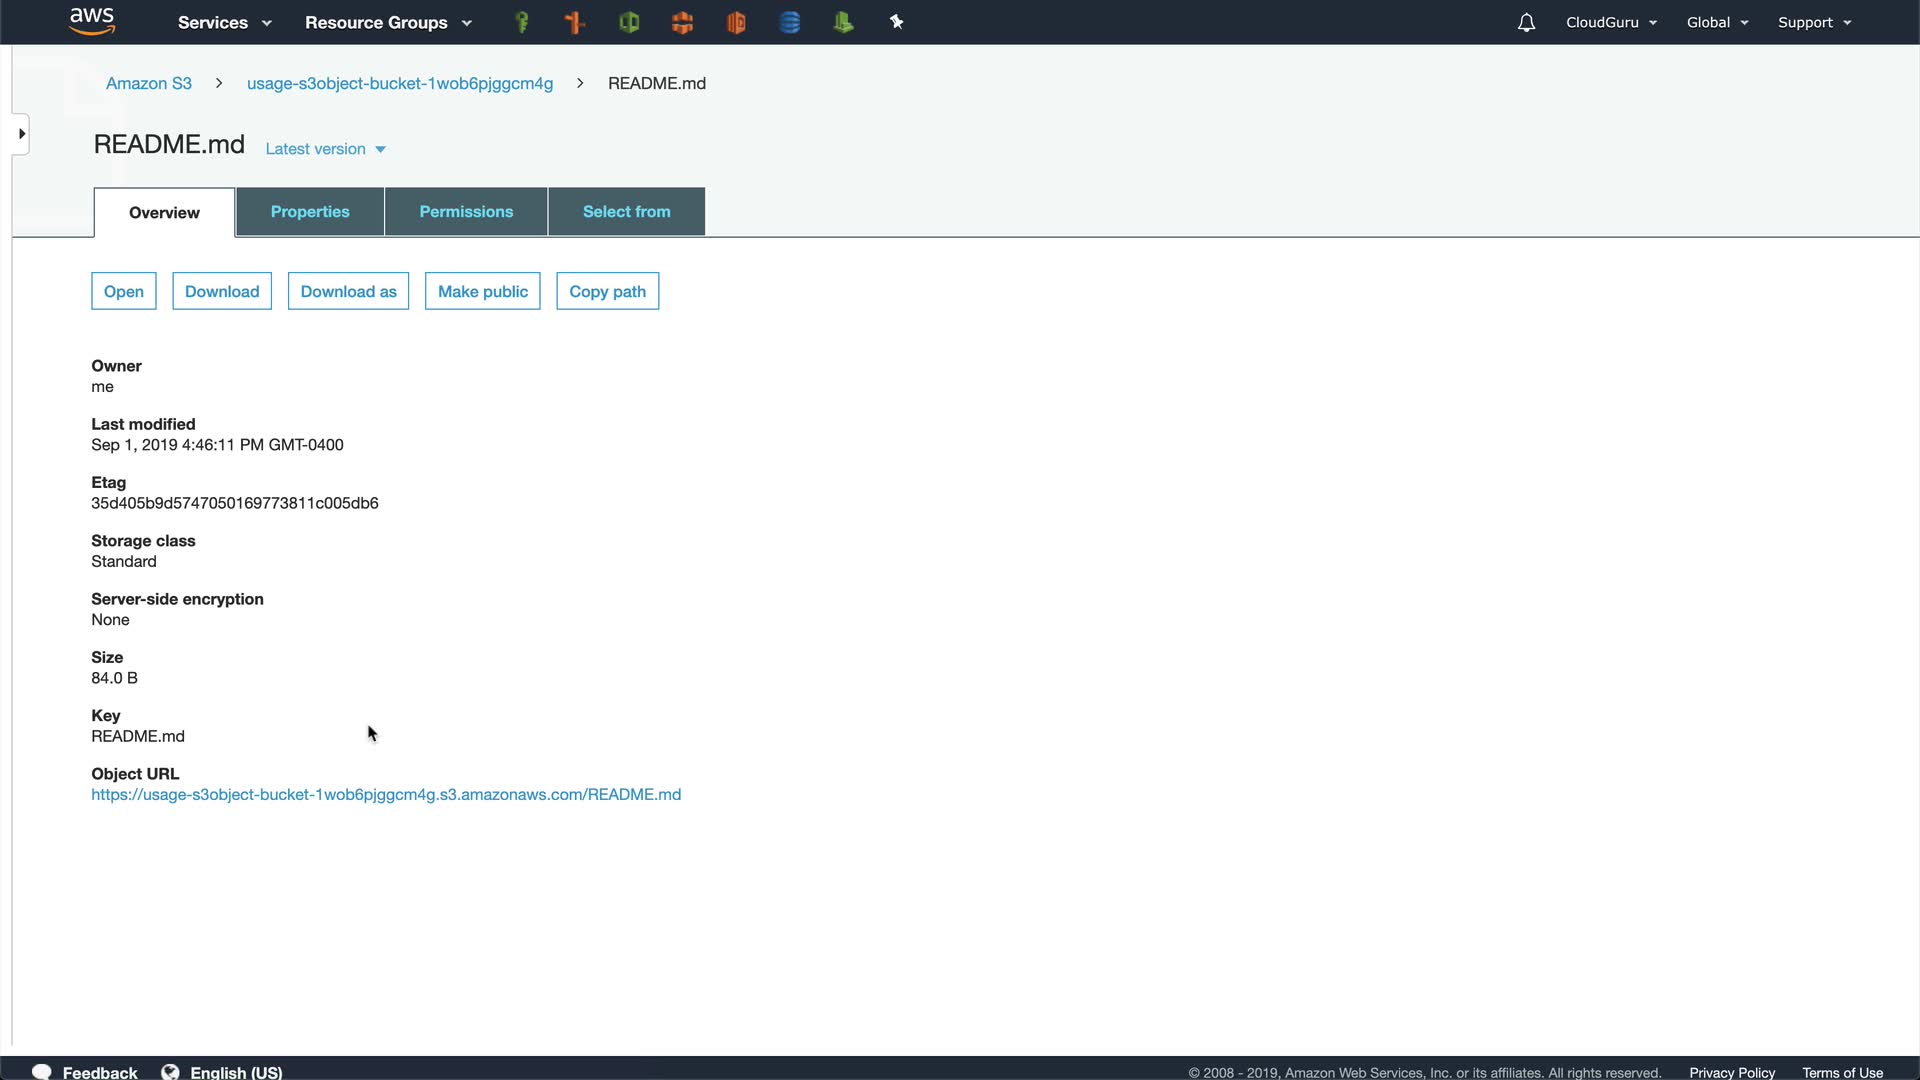 aws Services Resource Groups CloudGuru Global Support
Amazon S3 > usage-s3object-bucket-1wob6pjggcm4g > README.md
README.md Latest version
Overview Properties Permissions Select from
Open Download Download as Make public Copy path
Owner
me
Last modified
Sep 1, 2019 4:46:11 PM GMT-0400
Etag
35d405b9d5747050169773811c005db6
Storage class
Standard
Server-side encryption
None
Size
84.0 B
Key
README.md
Object URL
https://usage-s3object-bucket-1wob6pjggcm4g.s3.amazonaws.com/README.md
Feedback English (US) © 2008 - 2019, Amazon Web Services, Inc. or its affiliates. All rights reserved. Privacy Policy Terms of Use